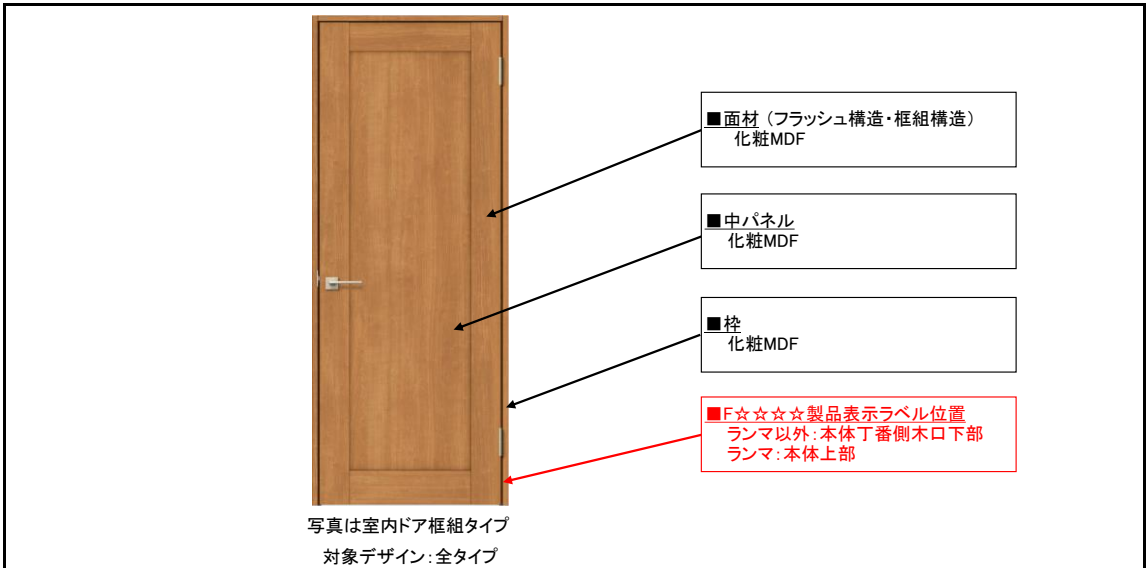 ■面材（フラッシュ構造・框組構造）
化粧MDF
■中パネル
化粧MDF
■枠
化粧MDF
■F☆☆☆☆製品表示ラベル位置
ランマ以外：本体丁番側木口下部
ランマ：本体上部
写真は室内ドア框組タイプ
対象デザイン：全タイプ